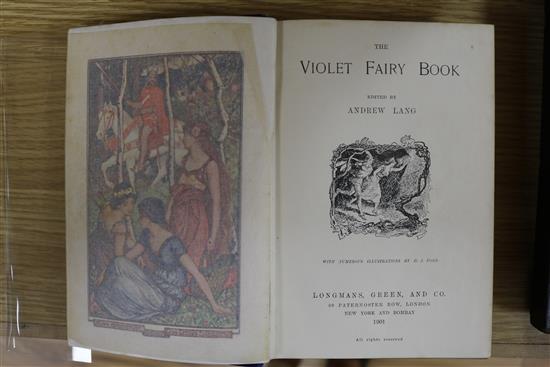 THE
VIOLET FAIRY BOOK
EDITED BY
ANDREW LANG
WITH NUMEROUS ILLUSTRATIONS BY H. J. FORD
LONGMANS, GREEN, AND CO.
39 PATERNOSTER ROW, LONDON
NEW YORK AND BOMBAY
1901
All rights reserved